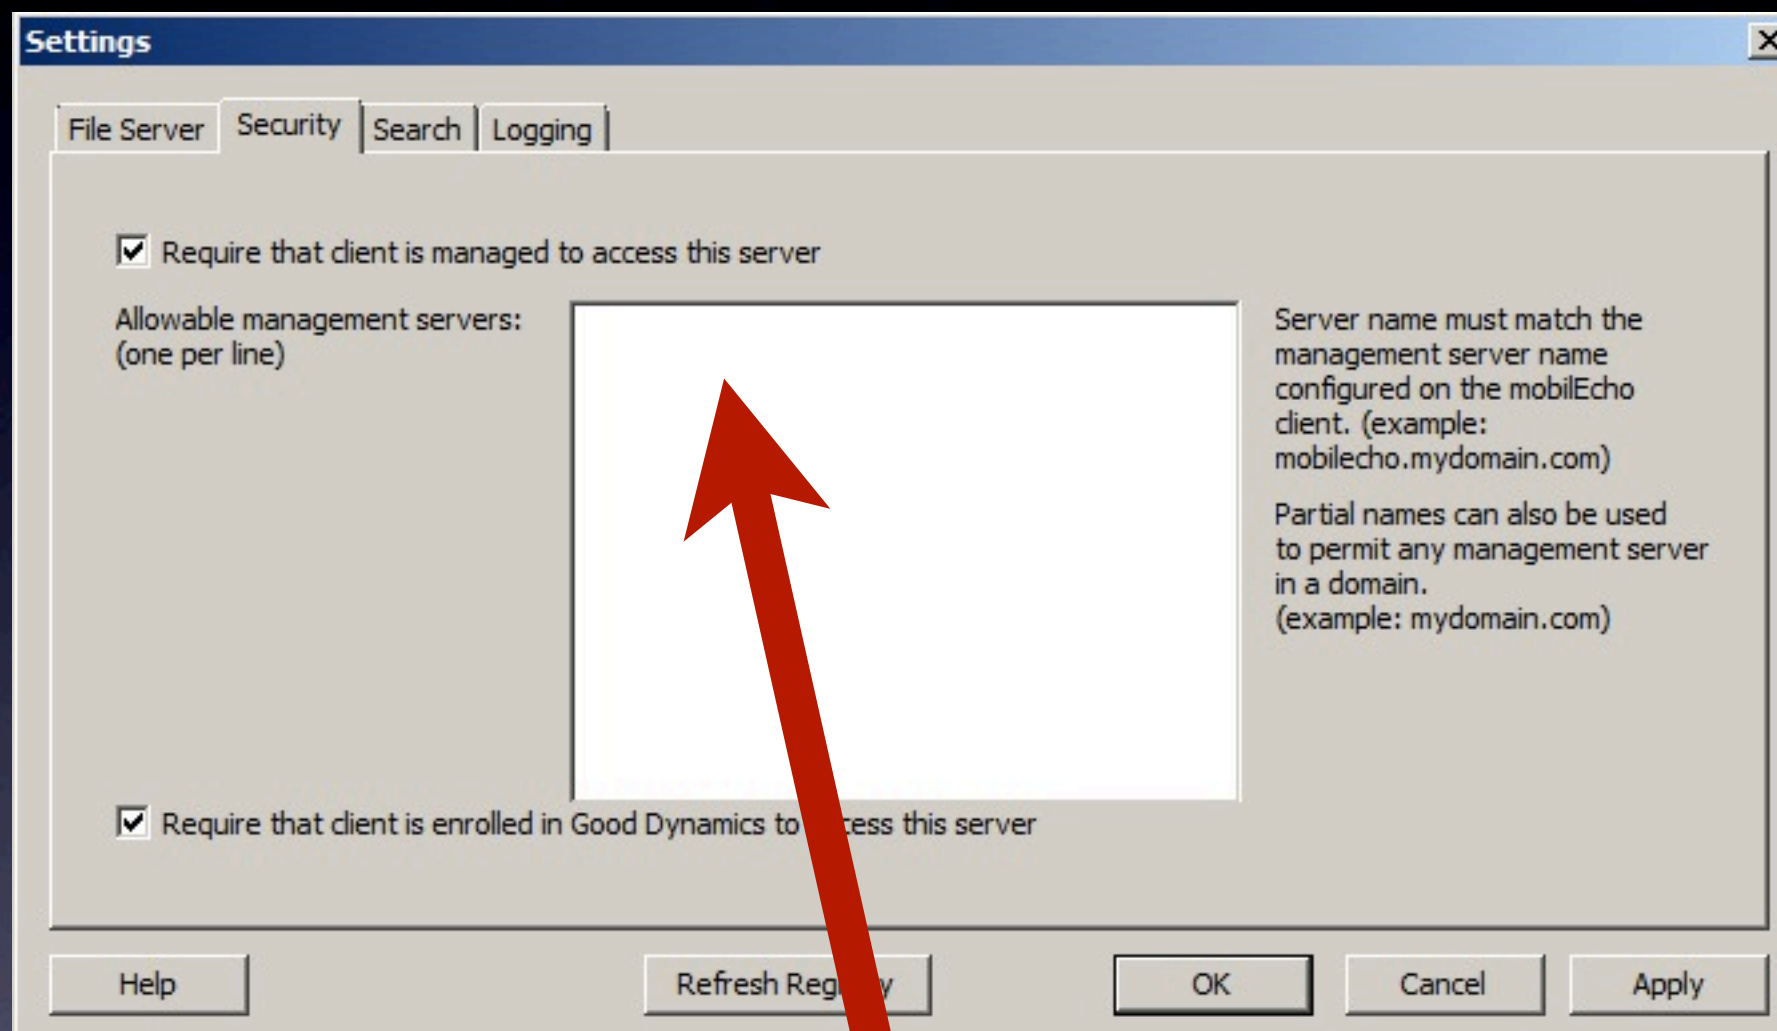 Settings
File Server Security Search Logging
Require that client is managed to access this server
Allowable management servers:
(one per line)
Server name must match the
management server name
configured on the mobilEcho
client. (example:
mobilecho.mydomain.com)
Partial names can also be used
to permit any management server
in a domain.
(example: mydomain.com)
Require that client is enrolled in Good Dynamics to access this server
Help Refresh Registry OK Cancel Apply